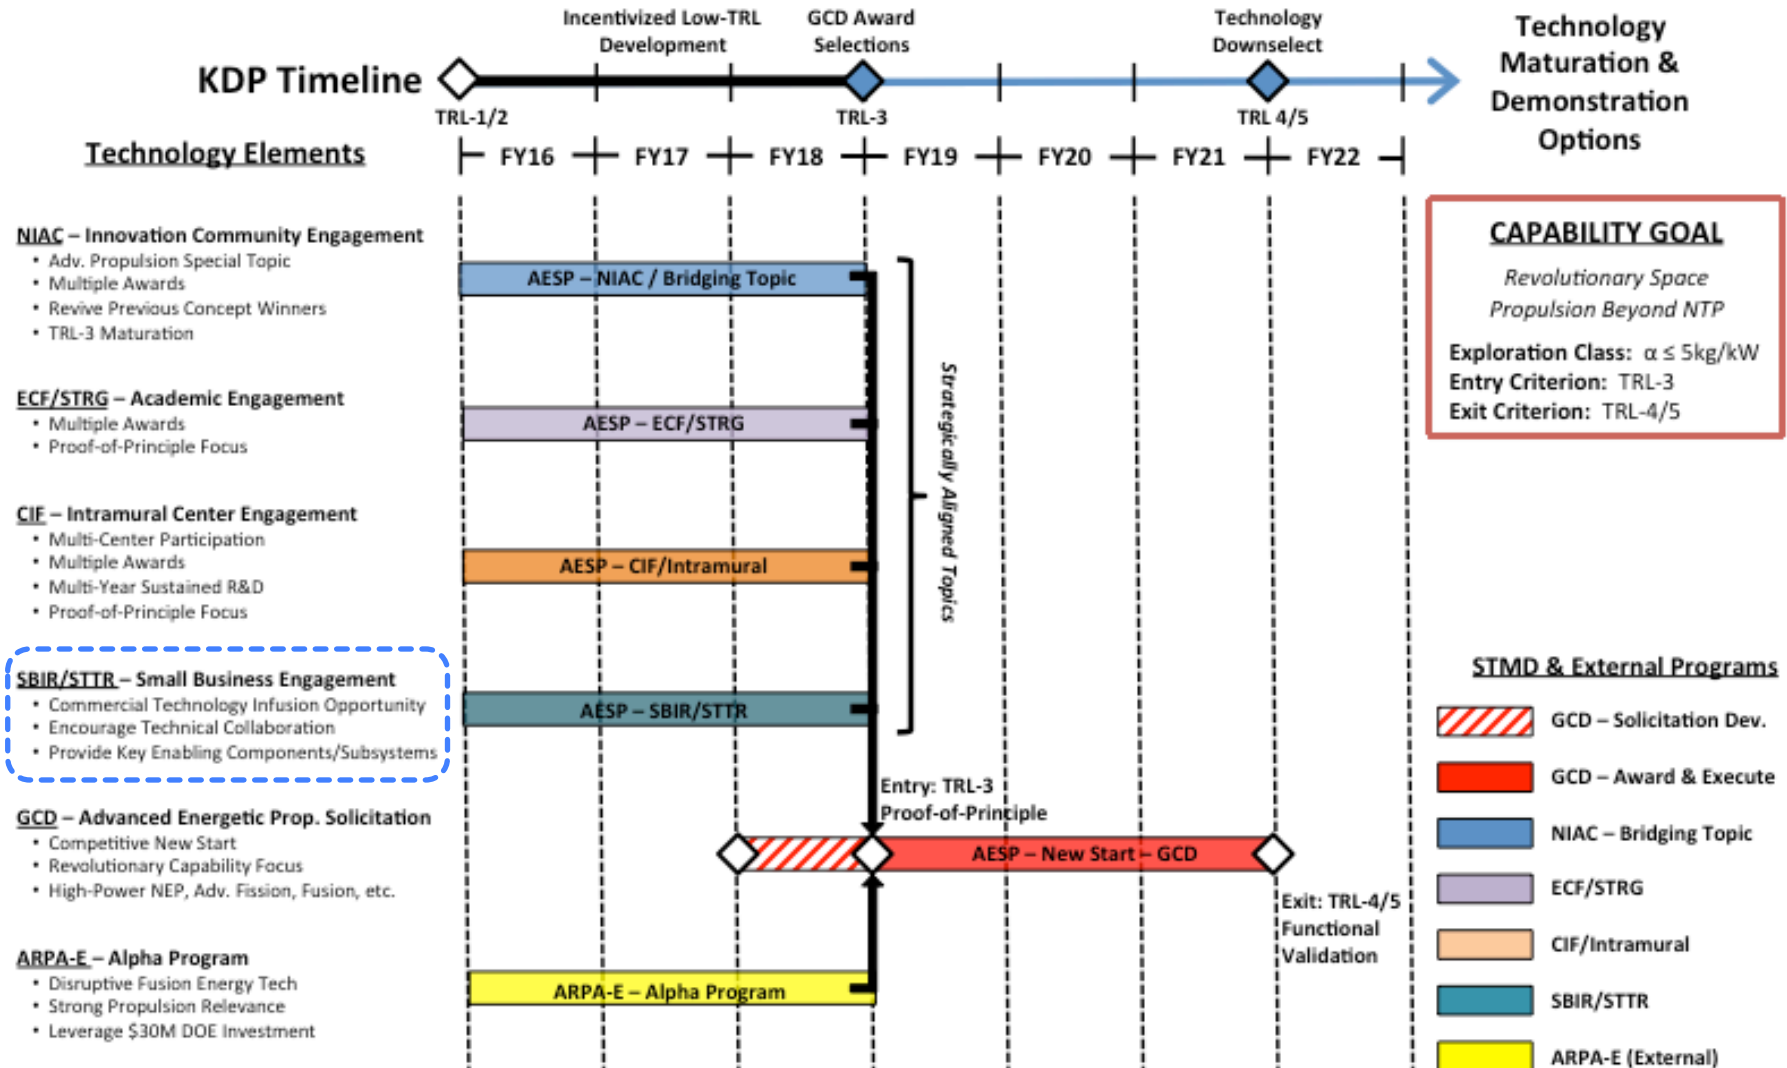 Incentivized Low-TRL
Development
GCD Award
Selections
Technology
Downselect
Technology
Maturation &
Demonstration
Options
KDP Timeline
TRL-1/2
TRL-3
TRL 4/5
Technology Elements
FY16
FY17
FY18
FY19
FY20
FY21
FY22
NIAC – Innovation Community Engagement
• Adv. Propulsion Special Topic
• Multiple Awards
• Revive Previous Concept Winners
• TRL-3 Maturation
AESP – NIAC / Bridging Topic
ECF/STRG – Academic Engagement
• Multiple Awards
• Proof-of-Principle Focus
AESP – ECF/STRG
CIF – Intramural Center Engagement
• Multi-Center Participation
• Multiple Awards
• Multi-Year Sustained R&D
• Proof-of-Principle Focus
AESP – CIF/Intramural
SBIR/STTR – Small Business Engagement
• Commercial Technology Infusion Opportunity
• Encourage Technical Collaboration
• Provide Key Enabling Components/Subsystems
AESP – SBIR/STTR
Strategically Aligned Topics
GCD – Advanced Energetic Prop. Solicitation
• Competitive New Start
• Revolutionary Capability Focus
• High-Power NEP, Adv. Fission, Fusion, etc.
Entry: TRL-3
Proof-of-Principle
AESP – New Start – GCD
Exit: TRL-4/5
Functional
Validation
ARPA-E – Alpha Program
• Disruptive Fusion Energy Tech
• Strong Propulsion Relevance
• Leverage $30M DOE Investment
ARPA-E – Alpha Program
CAPABILITY GOAL
Revolutionary Space
Propulsion Beyond NTP
Exploration Class: α ≤ 5kg/kW
Entry Criterion: TRL-3
Exit Criterion: TRL-4/5
STMD & External Programs
GCD – Solicitation Dev.
GCD – Award & Execute
NIAC – Bridging Topic
ECF/STRG
CIF/Intramural
SBIR/STTR
ARPA-E (External)